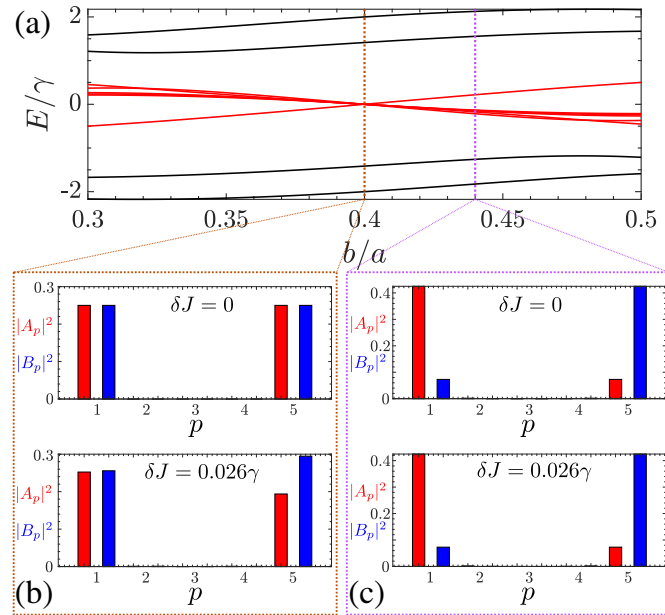 (a)
E/γ
2
0
-2
0.3 0.35 0.4 0.45 0.5
b/a
0.3
δJ = 0
|A_p|²
|B_p|²
0
1 2 3 4 5
p
0.3
δJ = 0.026γ
|A_p|²
|B_p|²
0
1 2 3 4 5
p
(b)
0.4
δJ = 0
|A_p|²
0.2
|B_p|²
0
1 2 3 4 5
p
0.4
δJ = 0.026γ
|A_p|²
0.2
|B_p|²
0
1 2 3 4 5
p
(c)